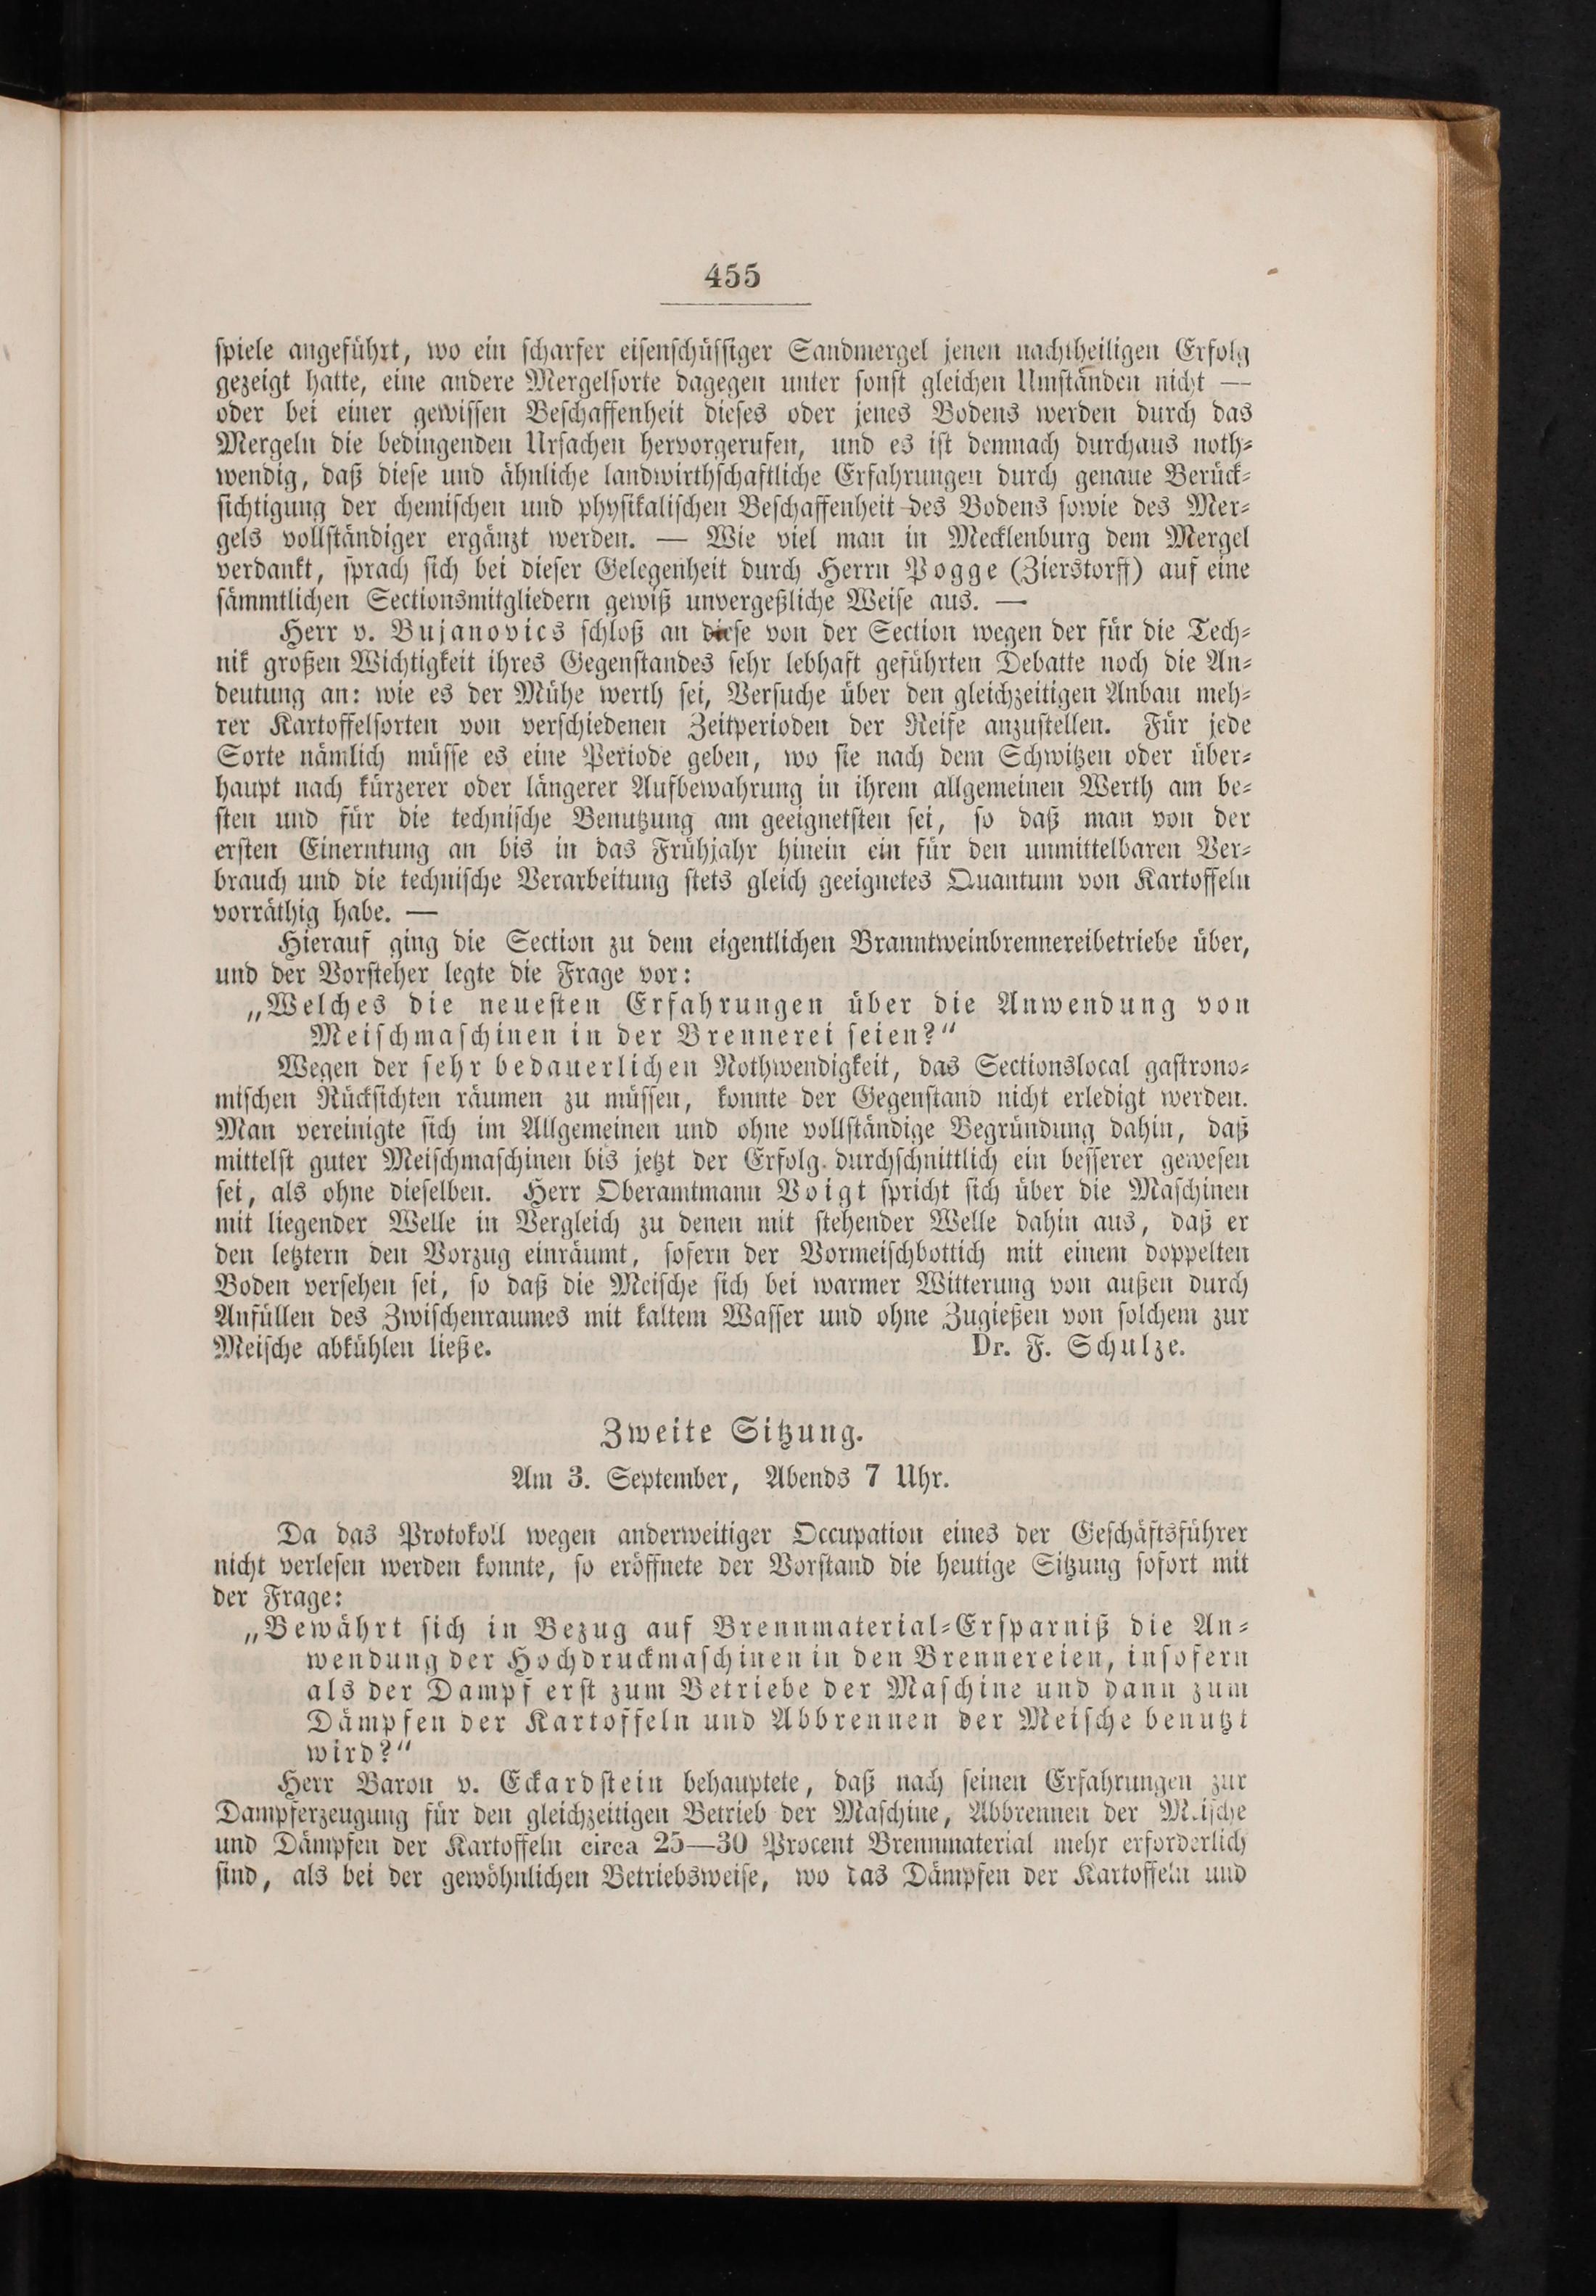 455
spiele angeführt, wo ein scharfer eisenschüssiger Sandmergel jenen nachtheiligen Erfolg
gezeigt hatte, eine andere Mergelsorte dagegen unter sonst gleichen Umständen nicht —
oder bei einer gewissen Beschaffenheit dieses oder jenes Bodens werden durch das
Mergeln die bedingenden Ursachen hervorgerufen, und es ist demnach durchaus noth-
wendig, daß diese und ähnliche landwirthschaftliche Erfahrungen durch genaue Berück-
sichtigung der chemischen und physikalischen Beschaffenheit des Bodens sowie des Mer-
gels vollständiger ergänzt werden. — Wie viel man in Mecklenburg dem Mergel
verdankt, sprach sich bei dieser Gelegenheit durch Herrn Pogge (Zierstorff) auf eine
sämmtlichen Sectionsmitgliedern gewiß unvergeßliche Weise aus. —
Herr v. Bujanovics schloß an diese von der Section wegen der für die Tech-
nik großen Wichtigkeit ihres Gegenstandes sehr lebhaft geführten Debatte noch die An-
deutung an: wie es der Mühe werth sei, Versuche über den gleichzeitigen Anbau meh-
rer Kartoffelsorten von verschiedenen Zeitperioden der Reife anzustellen. Für jede
Sorte nämlich müsse es eine Periode geben, wo sie nach dem Schwitzen oder über-
haupt nach kürzerer oder längerer Aufbewahrung in ihrem allgemeinen Werth am be-
sten und für die technische Benutzung am geeignetsten sei, so daß man von der
ersten Einerntung an bis in das Frühjahr hinein ein für den unmittelbaren Ver-
brauch und die technische Verarbeitung stets gleich geeignetes Quantum von Kartoffeln
vorräthig habe. —
Hierauf ging die Section zu dem eigentlichen Branntweinbrennereibetriebe über,
und der Vorsteher legte die Frage vor:
„Welches die neuesten Erfahrungen über die Anwendung von
Meischmaschinen in der Brennerei seien?“
Wegen der sehr bedauerlichen Nothwendigkeit, das Sectionslocal gastrono-
mischen Rücksichten räumen zu müssen, konnte der Gegenstand nicht erledigt werden.
Man vereinigte sich im Allgemeinen und ohne vollständige Begründung dahin, daß
mittelst guter Meischmaschinen bis jetzt der Erfolg durchschnittlich ein besserer gewesen
sei, als ohne dieselben. Herr Oberamtmann Voigt spricht sich über die Maschinen
mit liegender Welle in Vergleich zu denen mit stehender Welle dahin aus, daß er
den letztern den Vorzug einräumt, sofern der Vormeischbottich mit einem doppelten
Boden versehen sei, so daß die Meische sich bei warmer Witterung von außen durch
Anfüllen des Zwischenraumes mit kaltem Wasser und ohne Zugießen von solchem zur
Meische abkühlen ließe. Dr. F. Schulze.
Zweite Sitzung.
Am 3. September, Abends 7 Uhr.
Da das Protokoll wegen anderweitiger Occupation eines der Geschäftsführer
nicht verlesen werden konnte, so eröffnete der Vorstand die heutige Sitzung sofort mit
der Frage:
„Bewährt sich in Bezug auf Brennmaterial-Ersparniß die An-
wendung der Hochdruckmaschinen in den Brennereien, insofern
als der Dampf erst zum Betriebe der Maschine und dann zum
Dämpfen der Kartoffeln und Abbrennen der Meische benutzt
wird?“
Herr Baron v. Eckardstein behauptete, daß nach seinen Erfahrungen zur
Dampferzeugung für den gleichzeitigen Betrieb der Maschine, Abbrennen der Meische
und Dämpfen der Kartoffeln circa 25—30 Procent Brennmaterial mehr erforderlich
sind, als bei der gewöhnlichen Betriebsweise, wo das Dämpfen der Kartoffeln und